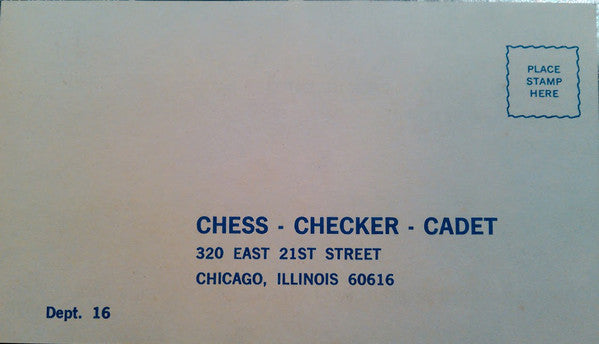 PLACE
STAMP
HERE
CHESS - CHECKER - CADET
320 EAST 21ST STREET
CHICAGO, ILLINOIS 60616
Dept. 16